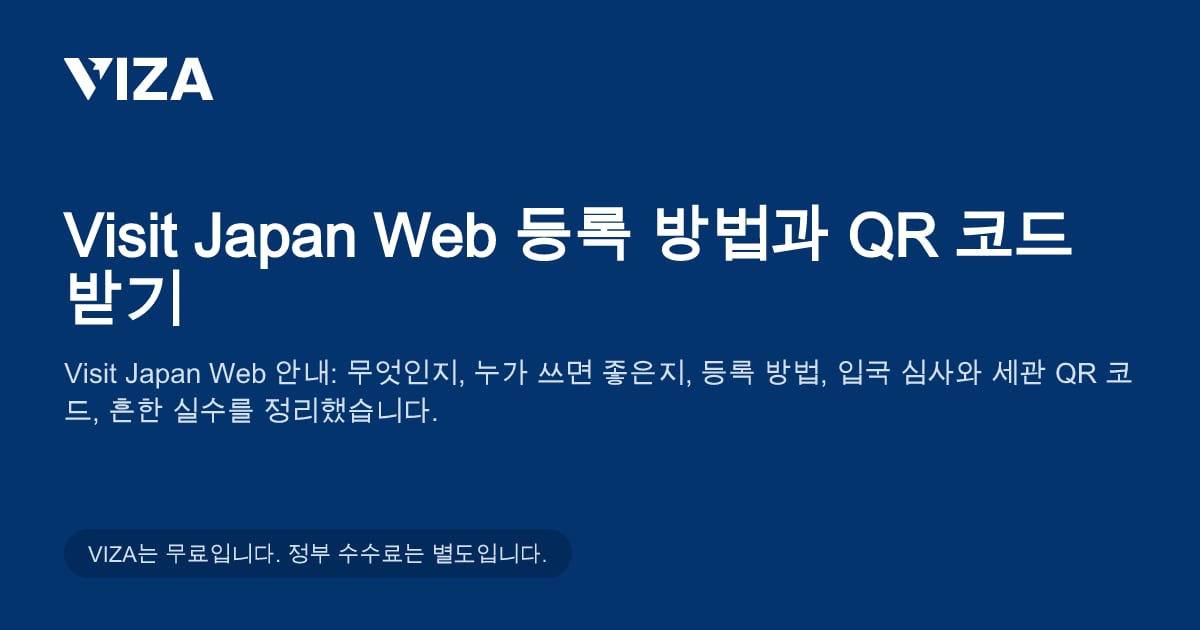 VIZA
Visit Japan Web 등록 방법과 QR 코드
받기
Visit Japan Web 안내: 무엇인지, 누가 쓰면 좋은지, 등록 방법, 입국 심사와 세관 QR 코
드, 흔한 실수를 정리했습니다.
VIZA는 무료입니다. 정부 수수료는 별도입니다.